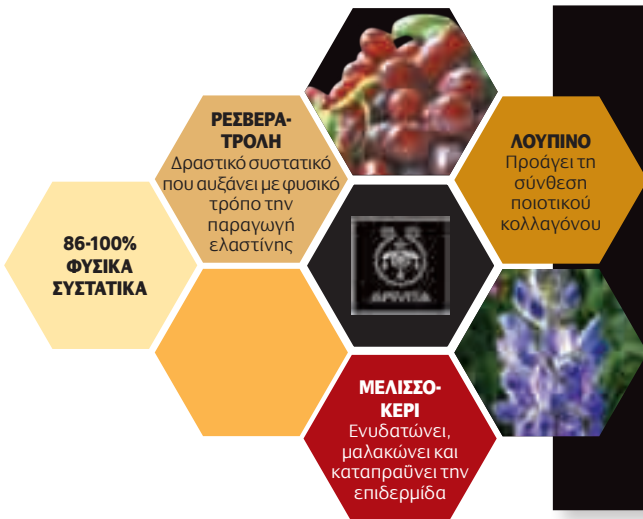 ΡΕΣΒΕΡΑ-
ΤΡΟΛΗ
Δραστικό συστατικό
που αυξάνει με φυσικό
τρόπο την
παραγωγή
ελαστίνης
ΛΟΥΠΙΝΟ
Προάγει τη
σύνθεση
ποιοτικού
κολλαγόνου
86-100%
ΦΥΣΙΚΑ
ΣΥΣΤΑΤΙΚΑ
APIVITA
ΜΕΛΙΣΣΟ-
ΚΕΡΙ
Ενυδατώνει,
μαλακώνει και
καταπραΰνει την
επιδερμίδα